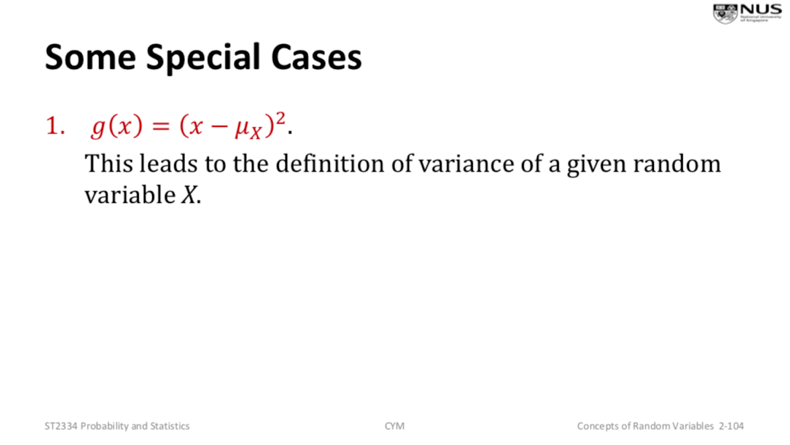 NUS
National University
of Singapore
Some Special Cases
1. g(x) = (x − μ_X)².
This leads to the definition of variance of a given random
variable X.
ST2334 Probability and Statistics
CYM
Concepts of Random Variables 2-104